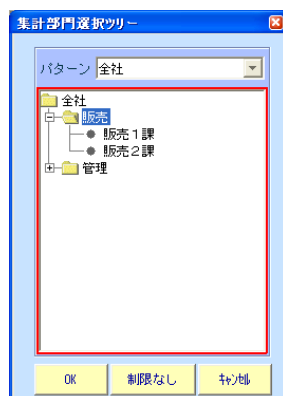 集計部門選択ツリー
パターン 全社
全社
販売
販売１課
販売２課
管理
OK 制限なし ｷｬﾝｾﾙ